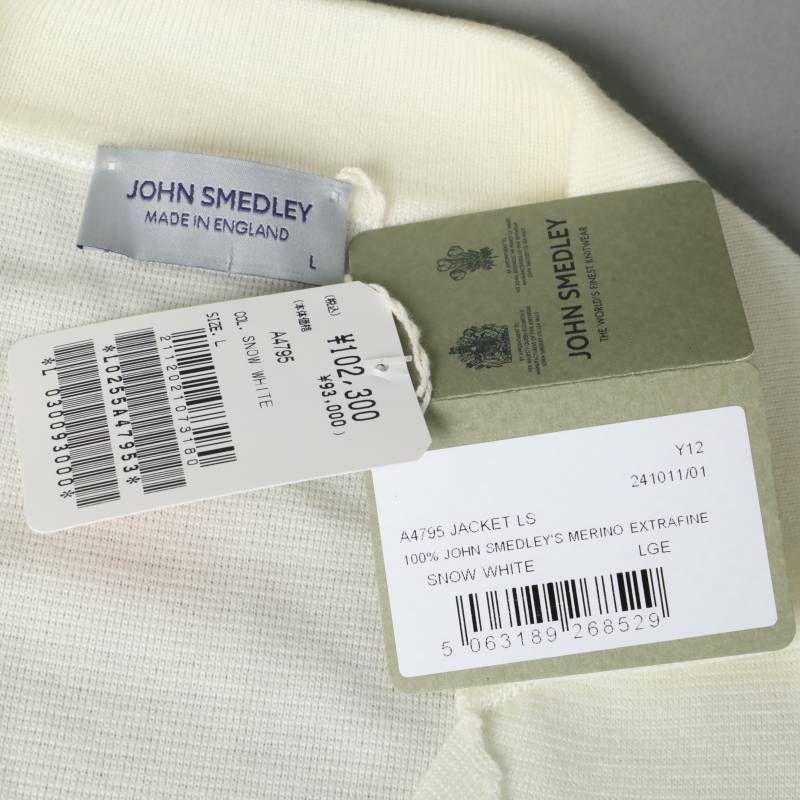 JOHN SMEDLEY
MADE IN ENGLAND
L
JOHN SMEDLEY
THE WORLD'S FINEST KNITWEAR
(税込)
¥102,300
(本体価格
¥93,000)
A4795
COL. SNOW WHITE
SIZE: L
2112021073180
*L0255A47953*
*L030093000*
Y12
241011/01
A4795 JACKET LS
100% JOHN SMEDLEY'S MERINO EXTRAFINE
SNOW WHITE LGE
5 063189 268529